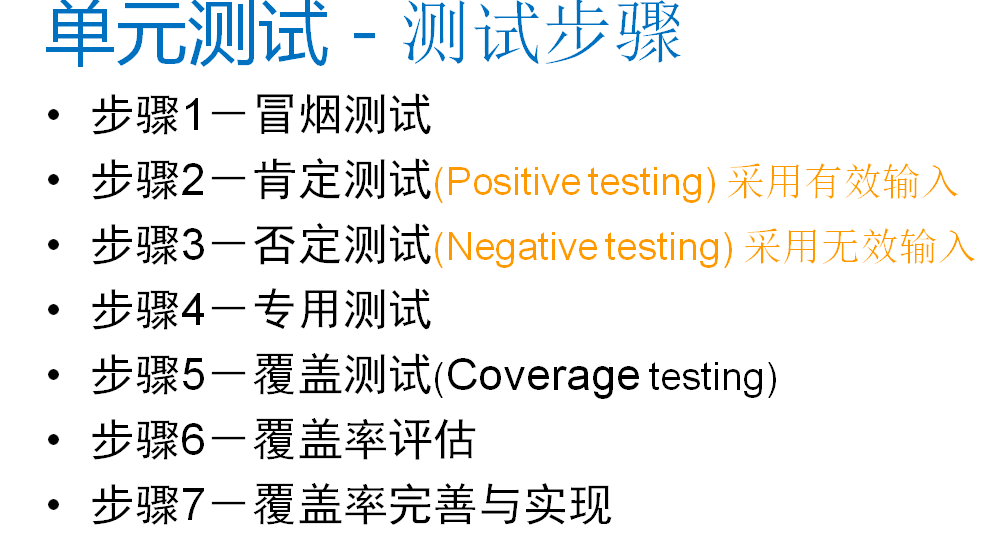 单元测试 - 测试步骤
• 步骤1－冒烟测试
• 步骤2－肯定测试(Positive testing) 采用有效输入
• 步骤3－否定测试(Negative testing) 采用无效输入
• 步骤4－专用测试
• 步骤5－覆盖测试(Coverage testing)
• 步骤6－覆盖率评估
• 步骤7－覆盖率完善与实现